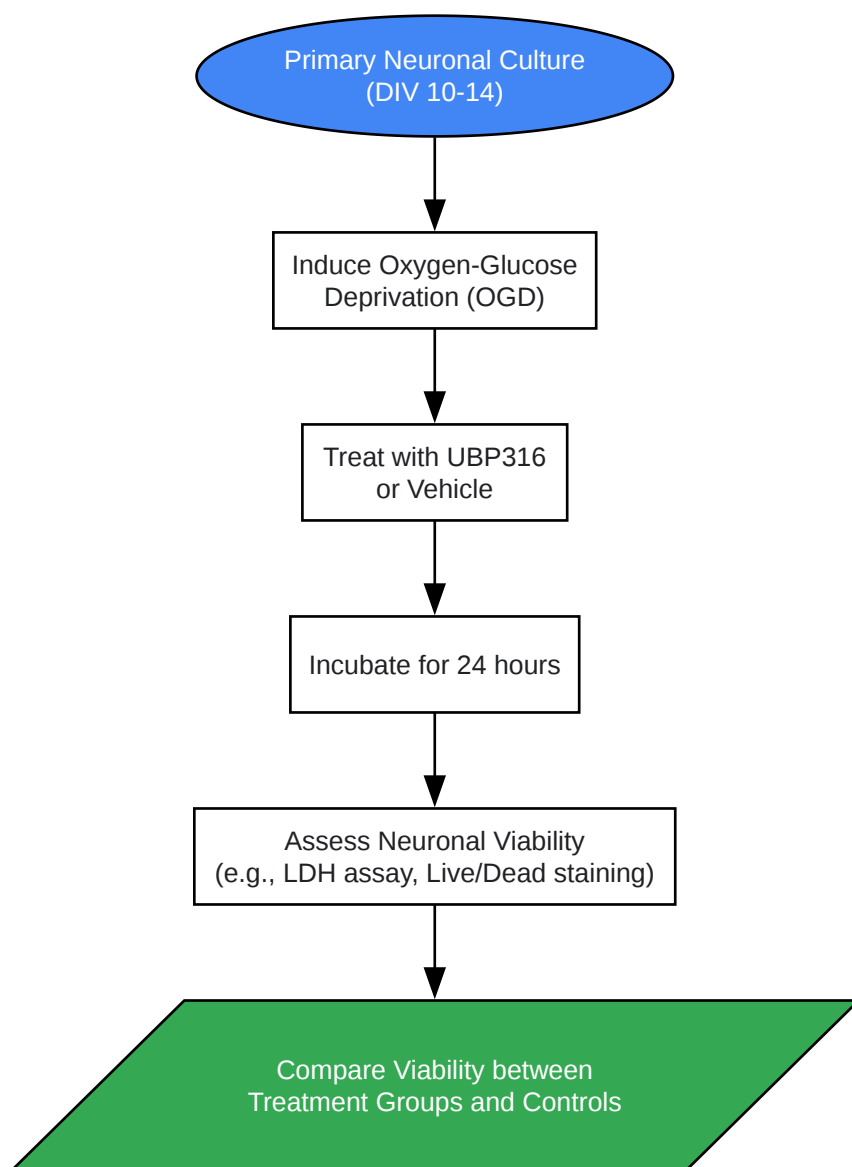 Primary Neuronal Culture
(DIV 10-14)
Induce Oxygen-Glucose
Deprivation (OGD)
Treat with UBP316
or Vehicle
Incubate for 24 hours
Assess Neuronal Viability
(e.g., LDH assay, Live/Dead staining)
Compare Viability between
Treatment Groups and Controls